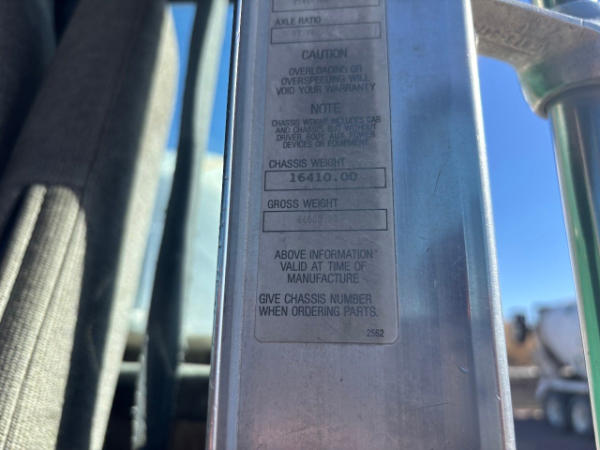 AXLE RATIO
CAUTION
OVERLOADING OR
OVERSPEEDING WILL
VOID YOUR WARRANTY
NOTE
CHASSIS WEIGHT INCLUDES CAB
AND CHASSIS, BUT WITHOUT
DRIVER, BODY, AUX. POWER
DEVICES OR EQUIPMENT.
CHASSIS WEIGHT
16410.00
GROSS WEIGHT
ABOVE INFORMATION
VALID AT TIME OF
MANUFACTURE
GIVE CHASSIS NUMBER
WHEN ORDERING PARTS.
2562